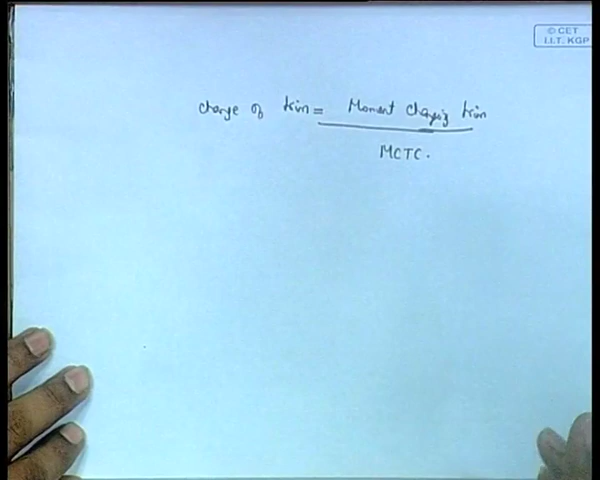 © CET
I.I.T. KGP
change of trim = Moment changing trim
MCTC.